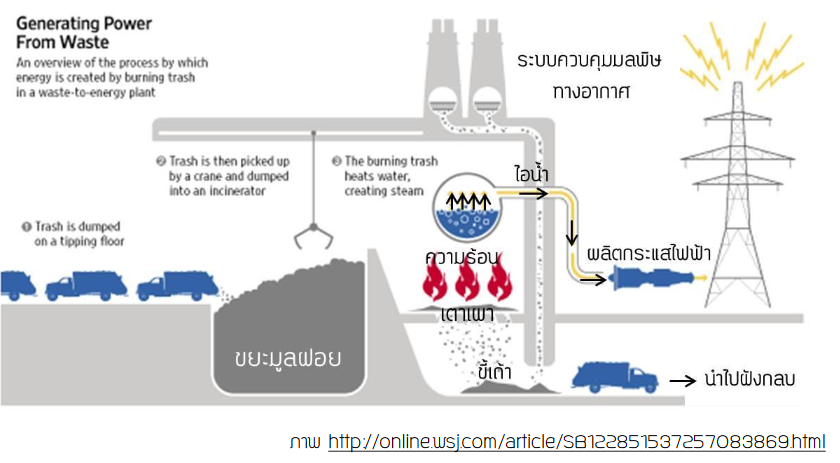 Generating Power
From Waste
An overview of the process by which
energy is created by burning trash
in a waste-to-energy plant
ระบบควบคุมมลพิษ
ทางอากาศ
❶ Trash is dumped
on a tipping floor
❷ Trash is then picked up
by a crane and dumped
into an incinerator
❸ The burning trash
heats water,
creating steam
ไอน้ำ
ความร้อน
ผลิตกระแสไฟฟ้า
เตาเผา
ขยะมูลฝอย
ขี้เถ้า
นำไปฝังกลบ
ภาพ http://online.wsj.com/article/SB122851537257083869.html